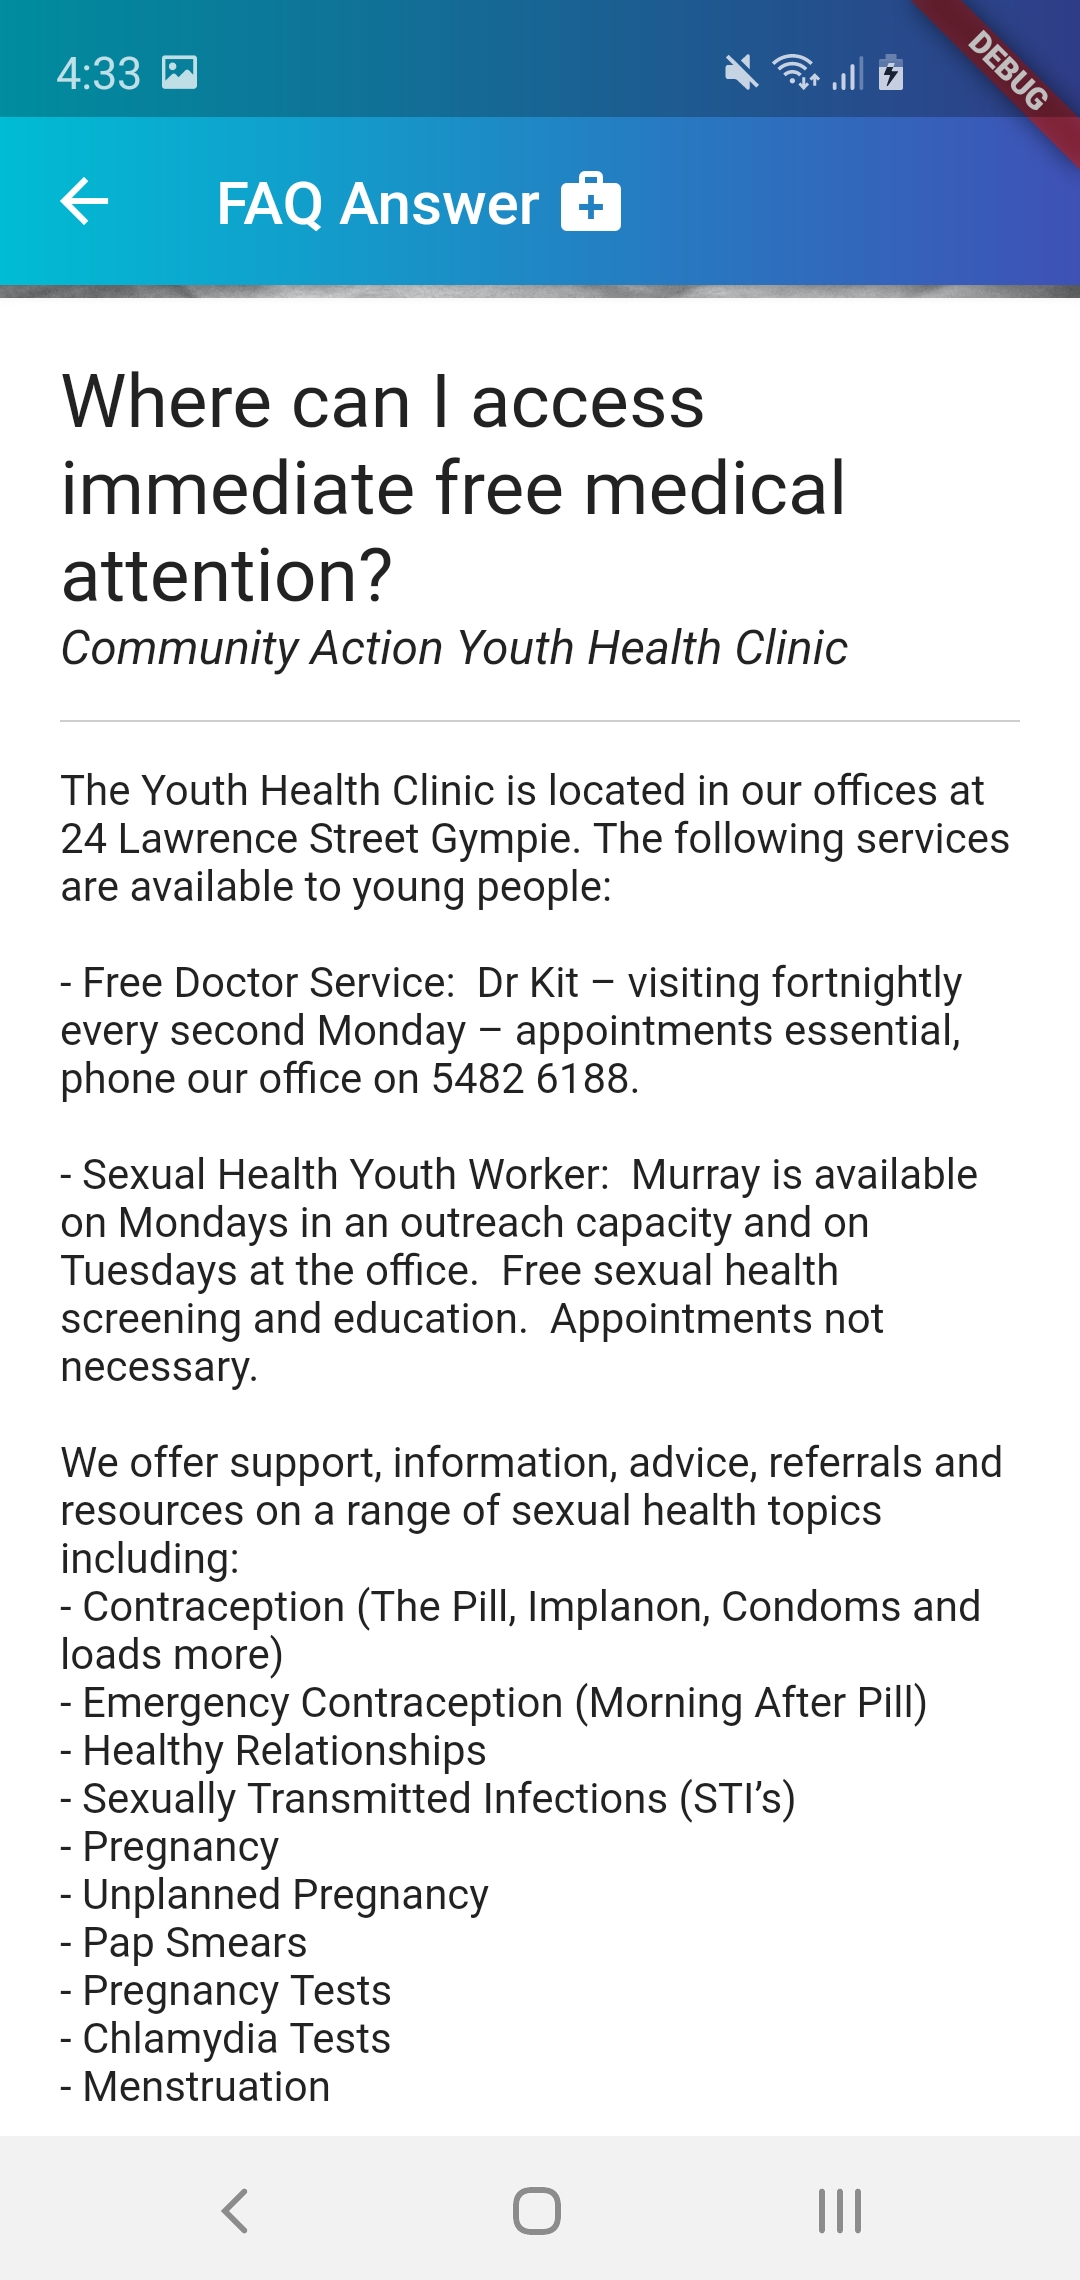 4:33
DEBUG
FAQ Answer
Where can I access
immediate free medical
attention?
Community Action Youth Health Clinic
The Youth Health Clinic is located in our offices at
24 Lawrence Street Gympie. The following services
are available to young people:
- Free Doctor Service:  Dr Kit – visiting fortnightly
every second Monday – appointments essential,
phone our office on 5482 6188.
- Sexual Health Youth Worker:  Murray is available
on Mondays in an outreach capacity and on
Tuesdays at the office.  Free sexual health
screening and education.  Appointments not
necessary.
We offer support, information, advice, referrals and
resources on a range of sexual health topics
including:
- Contraception (The Pill, Implanon, Condoms and
loads more)
- Emergency Contraception (Morning After Pill)
- Healthy Relationships
- Sexually Transmitted Infections (STI’s)
- Pregnancy
- Unplanned Pregnancy
- Pap Smears
- Pregnancy Tests
- Chlamydia Tests
- Menstruation